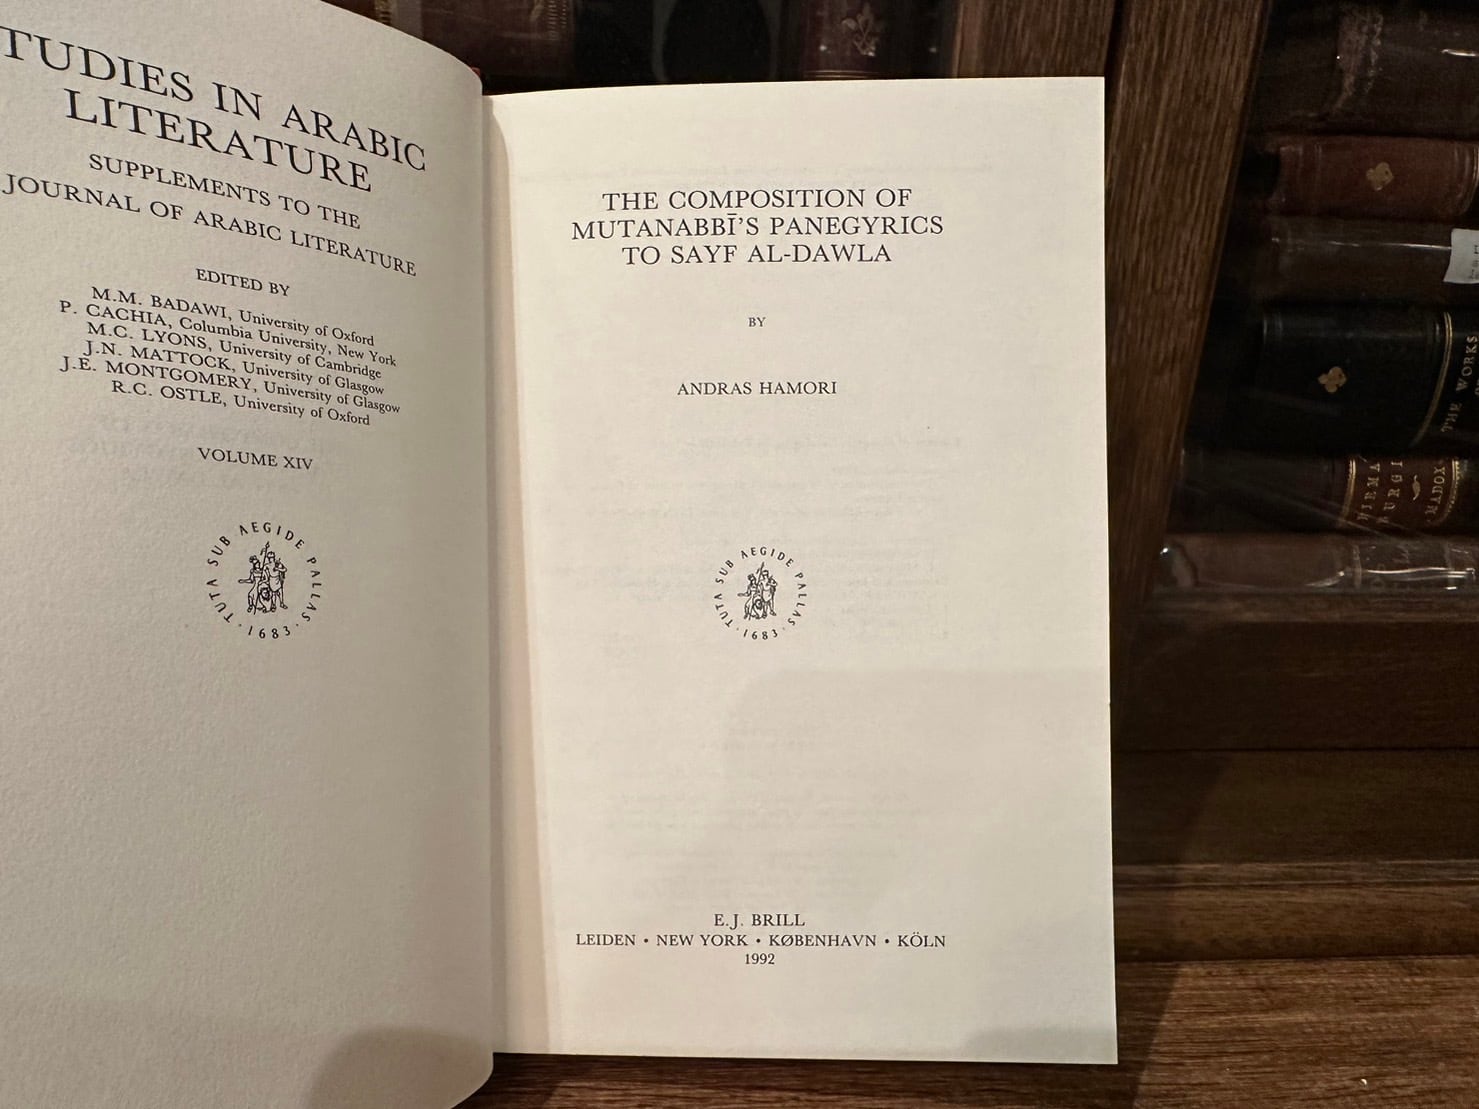 TUDIES IN ARABIC
LITERATURE
SUPPLEMENTS TO THE
JOURNAL OF ARABIC LITERATURE
EDITED BY
M.M. BADAWI, University of Oxford
P. CACHIA, Columbia University, New York
M.C. LYONS, University of Cambridge
J.N. MATTOCK, University of Glasgow
J.E. MONTGOMERY, University of Glasgow
R.C. OSTLE, University of Oxford
VOLUME XIV
TUTA SUB AEGIDE PALLAS · 1683 ·
THE COMPOSITION OF
MUTANABBĪ'S PANEGYRICS
TO SAYF AL-DAWLA
BY
ANDRAS HAMORI
TUTA SUB AEGIDE PALLAS · 1683 ·
E.J. BRILL
LEIDEN • NEW YORK • KØBENHAVN • KÖLN
1992
THE WORKS
MADOX